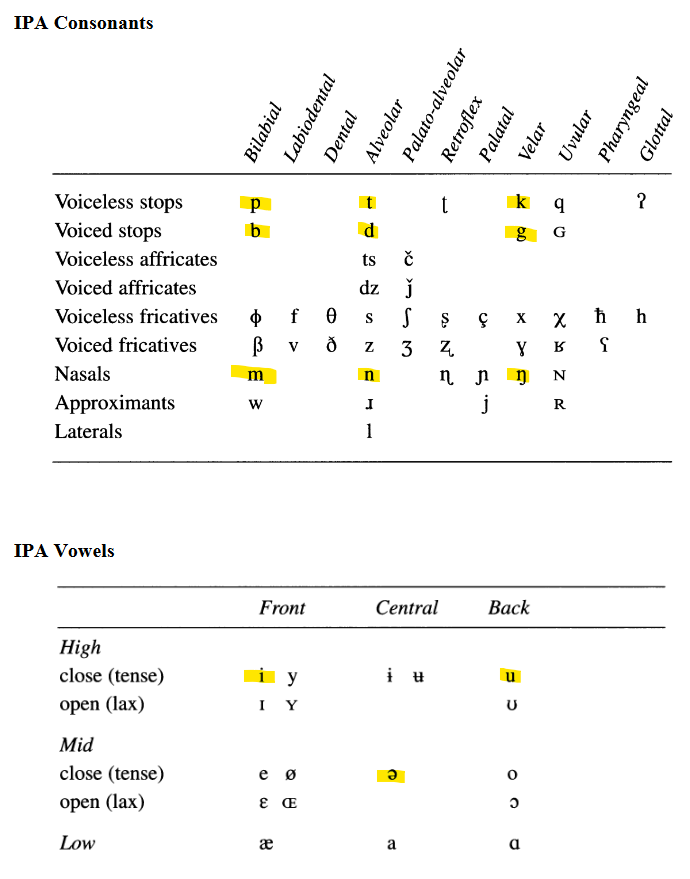 IPA Consonants
Bilabial Labiodental Dental Alveolar Palato-alveolar Retroflex Palatal Velar Uvular Pharyngeal Glottal
Voiceless stops p t ʈ k q ʔ
Voiced stops b d g ɢ
Voiceless affricates ts č
Voiced affricates dz ǰ
Voiceless fricatives ɸ f θ s ʃ ʂ ç x χ ħ h
Voiced fricatives β v ð z ʒ ʐ ɣ ʁ ʕ
Nasals m n ɳ ɲ ŋ ɴ
Approximants w ɹ j ʀ
Laterals l
IPA Vowels
Front Central Back
High
close (tense) i y ɨ ʉ u
open (lax) ɪ ʏ ʊ
Mid
close (tense) e ø ə o
open (lax) ɛ ɶ ɔ
Low æ a ɑ